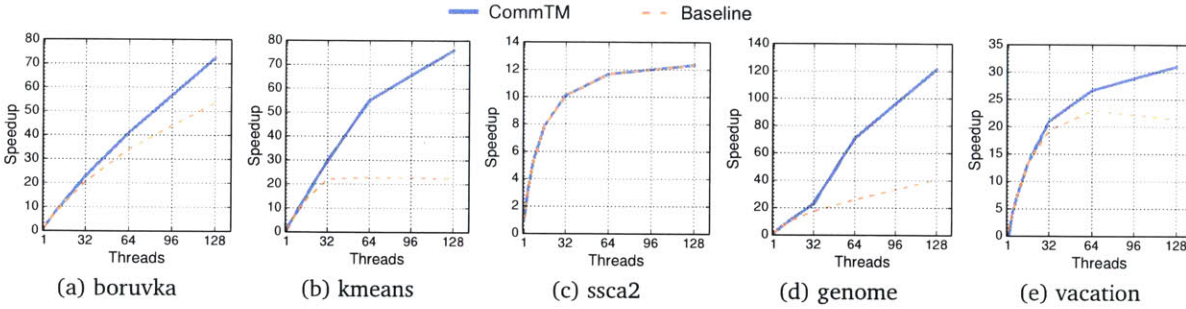 CommTM Baseline
80
70
60
50
40
30
20
10
0
Speedup
1 32 64 96 128
Threads
(a) boruvka
80
70
60
50
40
30
20
10
0
Speedup
1 32 64 96 128
Threads
(b) kmeans
14
12
10
8
6
4
2
0
Speedup
1 32 64 96 128
Threads
(c) ssca2
140
120
100
80
60
40
20
0
Speedup
1 32 64 96 128
Threads
(d) genome
35
30
25
20
15
10
5
0
Speedup
1 32 64 96 128
Threads
(e) vacation